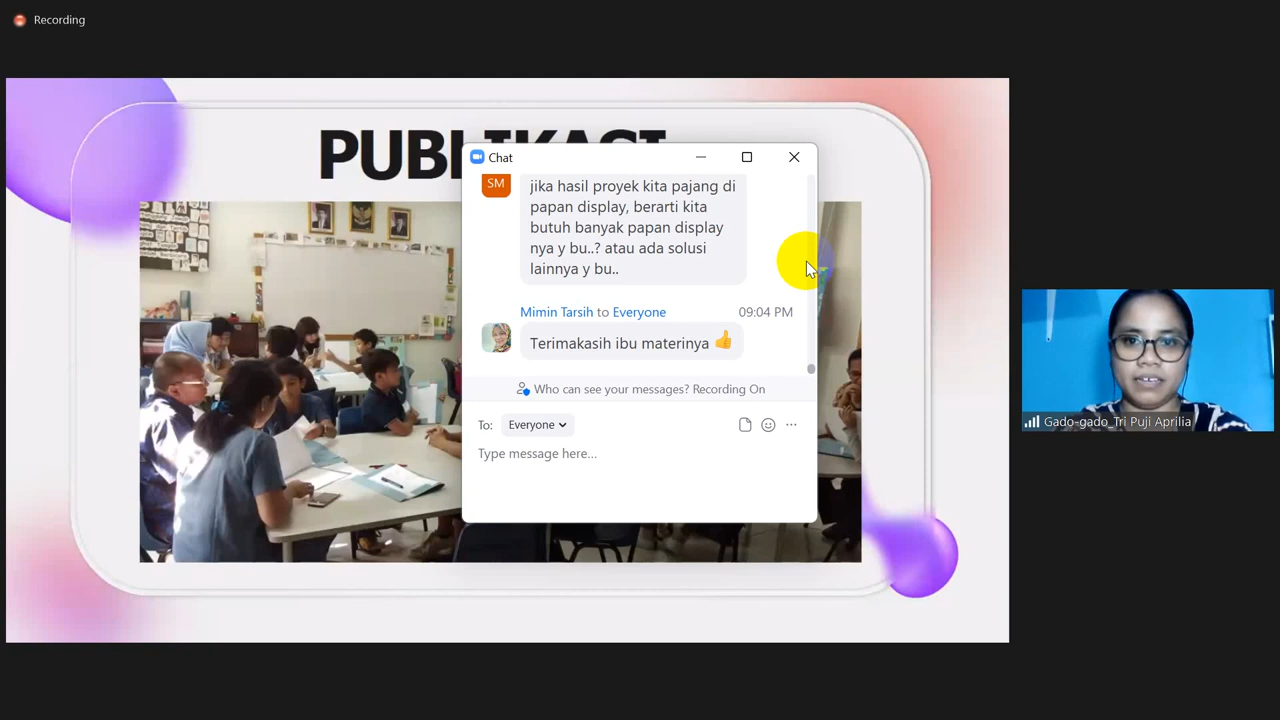 Recording
PUBLIKASI
Chat
SM
jika hasil proyek kita pajang di
papan display, berarti kita
butuh banyak papan display
nya y bu..? atau ada solusi
lainnya y bu..
Mimin Tarsih to Everyone 09:04 PM
Terimakasih ibu materinya 👍
Who can see your messages? Recording On
To: Everyone
Type message here...
Gado-gado_Tri Puji Aprilia